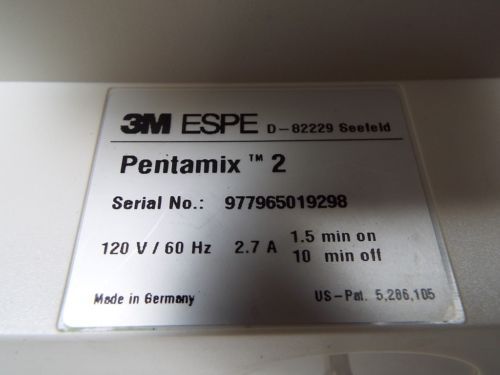 3M ESPE D-82229 Seefeld
Pentamix ™ 2
Serial No.: 977965019298
120 V / 60 Hz 2.7 A 1.5 min on
10 min off
Made in Germany US-Pat. 5,286,105